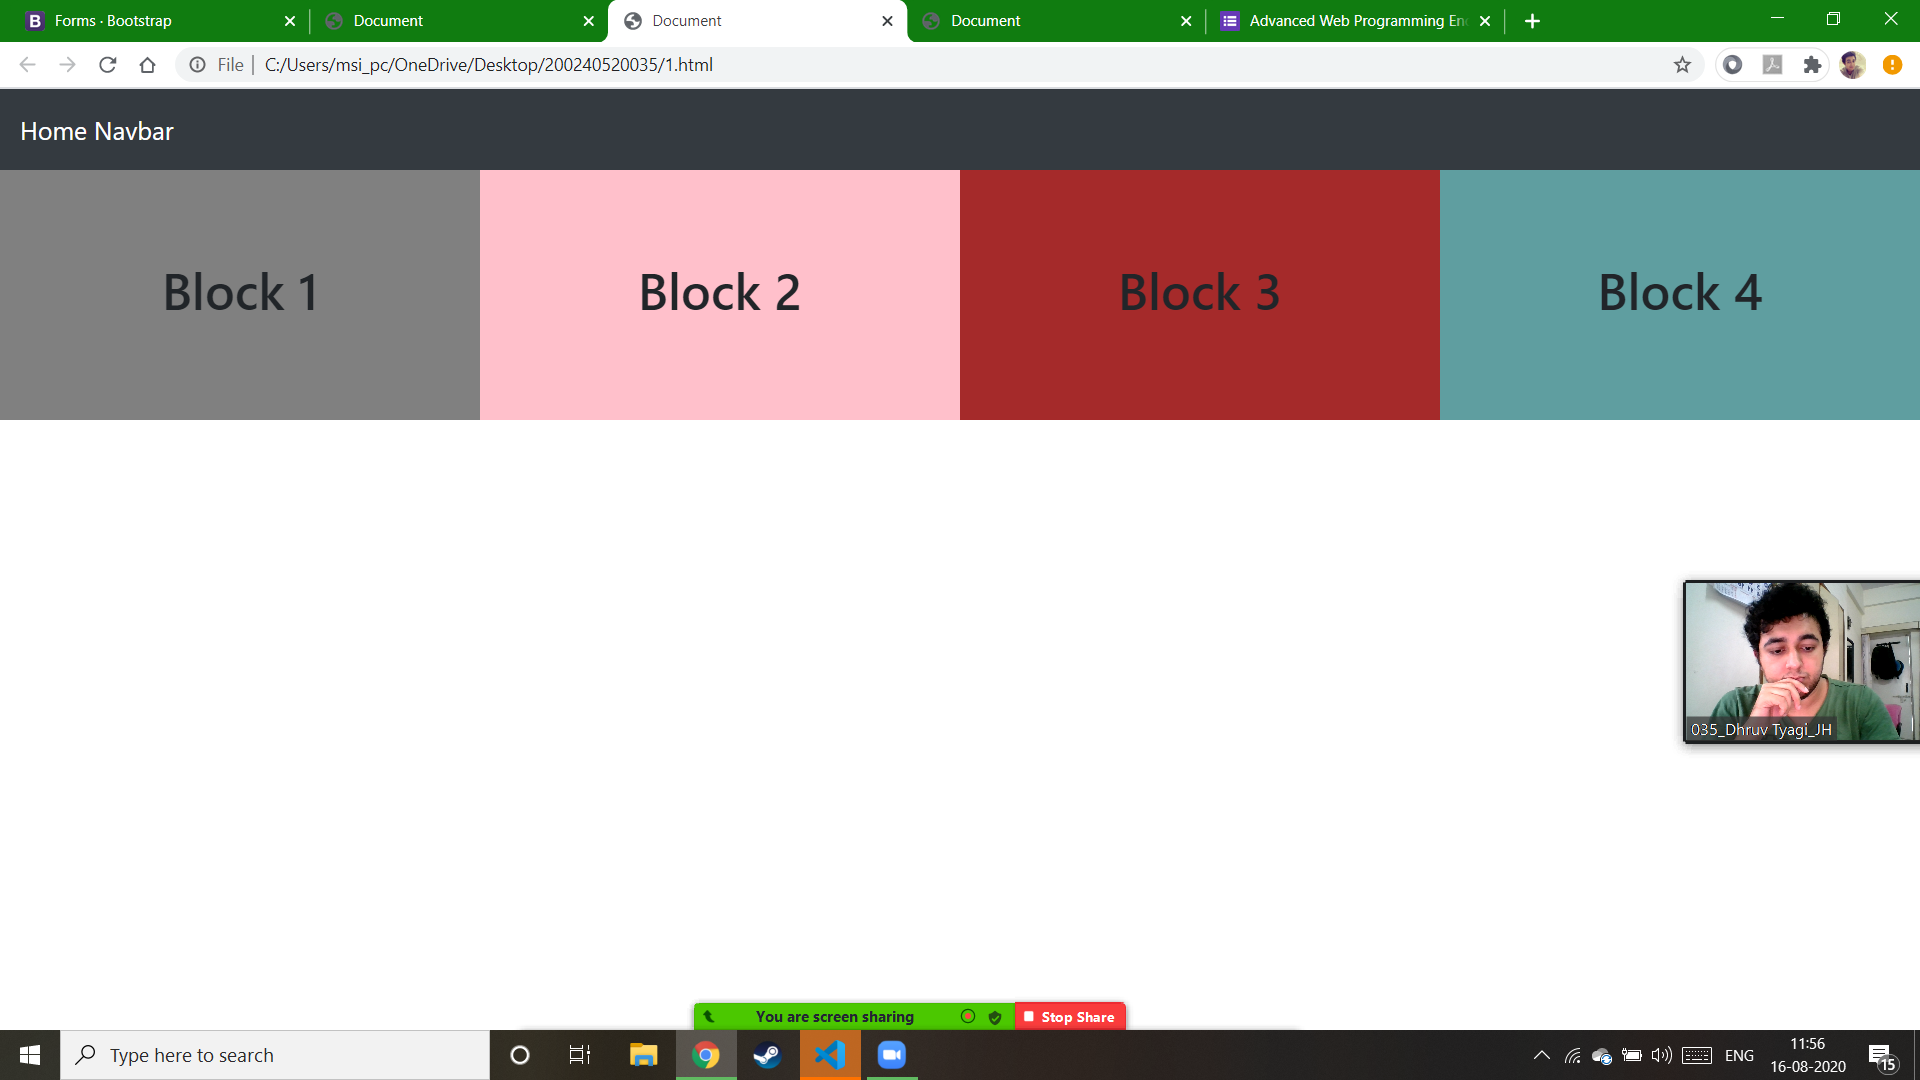 Forms · Bootstrap
Document
Document
Document
Advanced Web Programming En
File
C:/Users/msi_pc/OneDrive/Desktop/200240520035/1.html
Home Navbar
Block 1
Block 2
Block 3
Block 4
035_Dhruv Tyagi_JH
You are screen sharing
Stop Share
Type here to search
ENG
11:56
16-08-2020
15